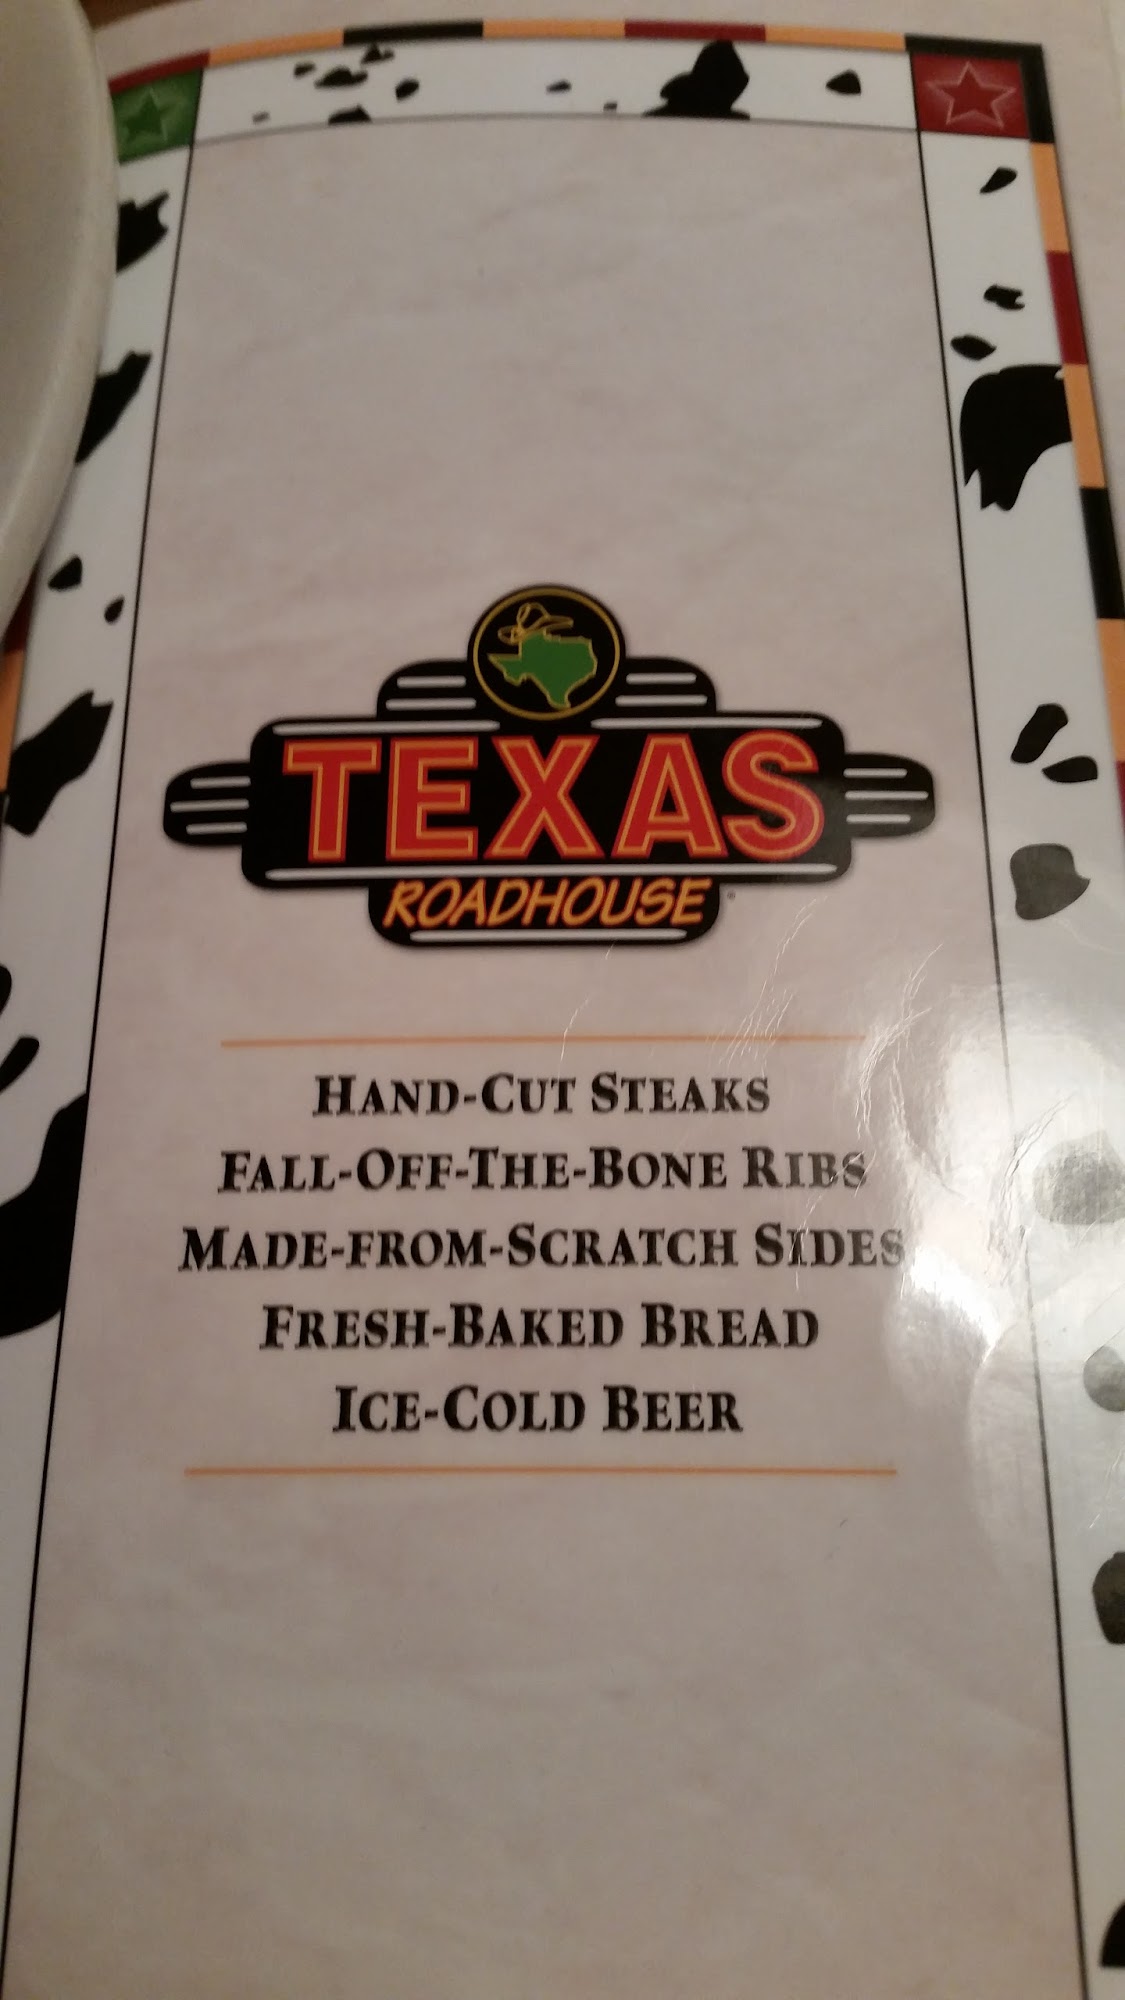 TEXAS
ROADHOUSE
HAND-CUT STEAKS
FALL-OFF-THE-BONE RIBS
MADE-FROM-SCRATCH SIDES
FRESH-BAKED BREAD
ICE-COLD BEER